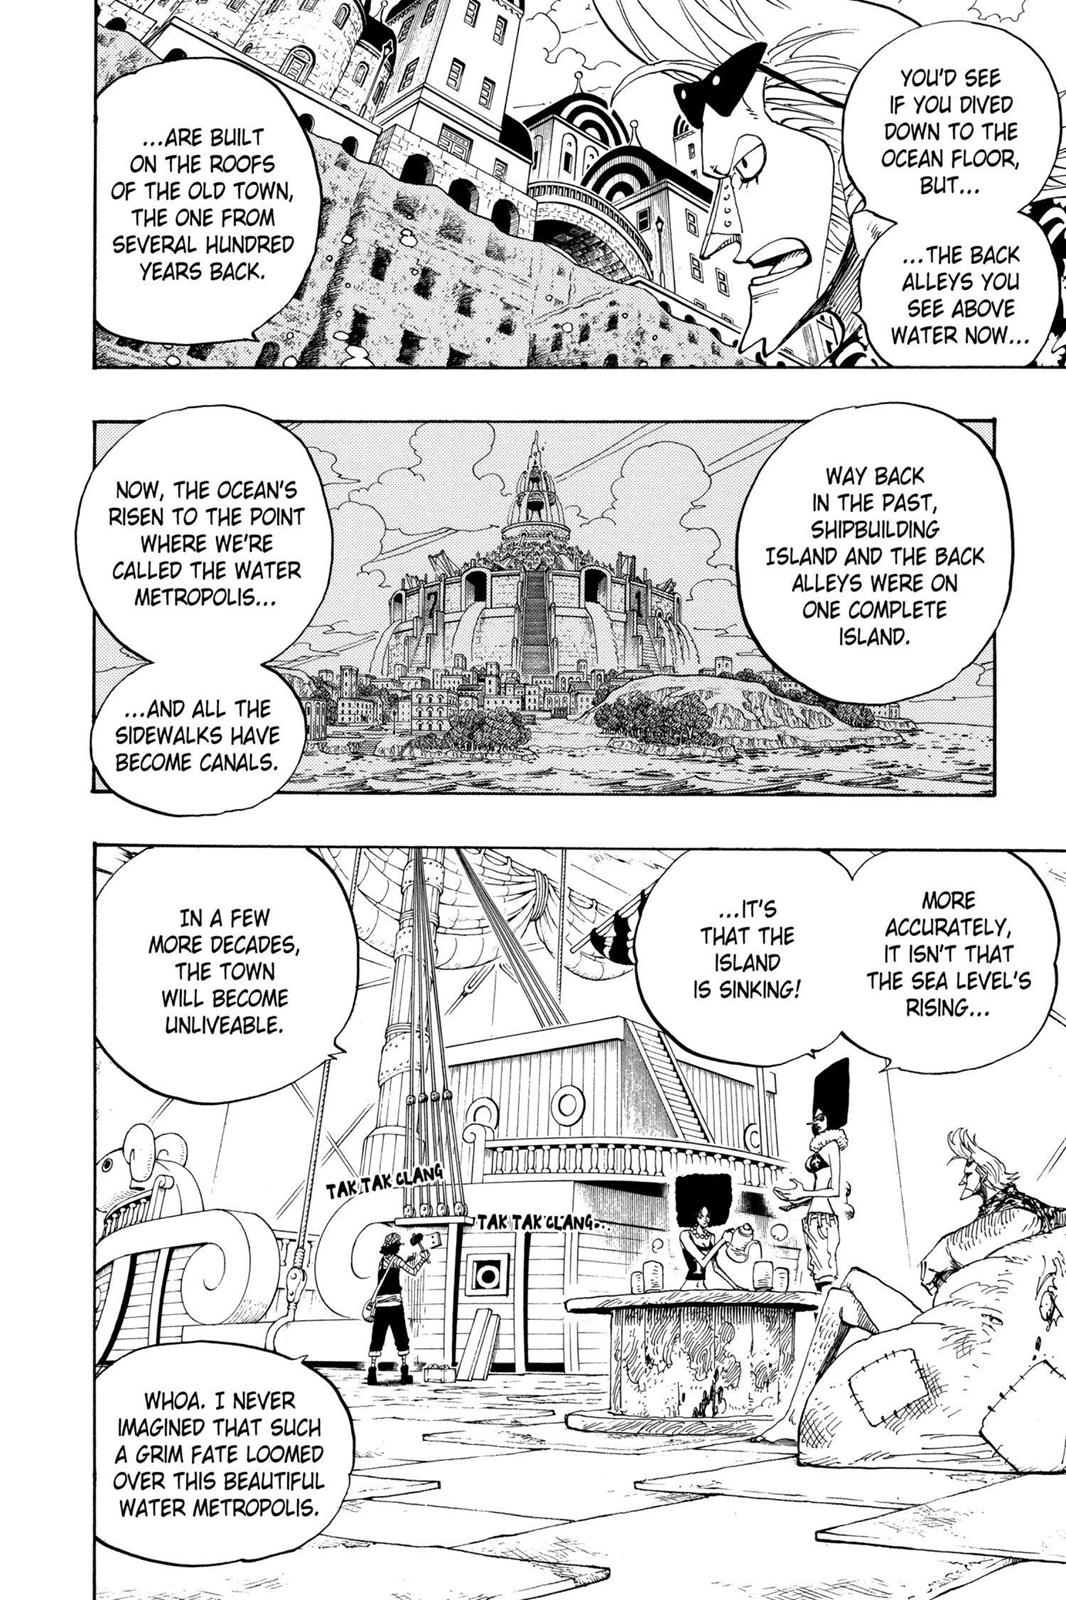 YOU'D SEE
IF YOU DIVED
DOWN TO THE
OCEAN FLOOR,
BUT...
...THE BACK
ALLEYS YOU
SEE ABOVE
WATER NOW...
...ARE BUILT
ON THE ROOFS
OF THE OLD TOWN,
THE ONE FROM
SEVERAL HUNDRED
YEARS BACK.
WAY BACK
IN THE PAST,
SHIPBUILDING
ISLAND AND THE BACK
ALLEYS WERE ON
ONE COMPLETE
ISLAND.
NOW, THE OCEAN'S
RISEN TO THE POINT
WHERE WE'RE
CALLED THE WATER
METROPOLIS...
...AND ALL THE
SIDEWALKS HAVE
BECOME CANALS.
MORE
ACCURATELY,
IT ISN'T THAT
THE SEA LEVEL'S
RISING...
...IT'S
THAT THE
ISLAND
IS SINKING!
IN A FEW
MORE DECADES,
THE TOWN
WILL BECOME
UNLIVEABLE.
TAK TAK CLANG
TAK TAK CLANG...
WHOA. I NEVER
IMAGINED THAT SUCH
A GRIM FATE LOOMED
OVER THIS BEAUTIFUL
WATER METROPOLIS.